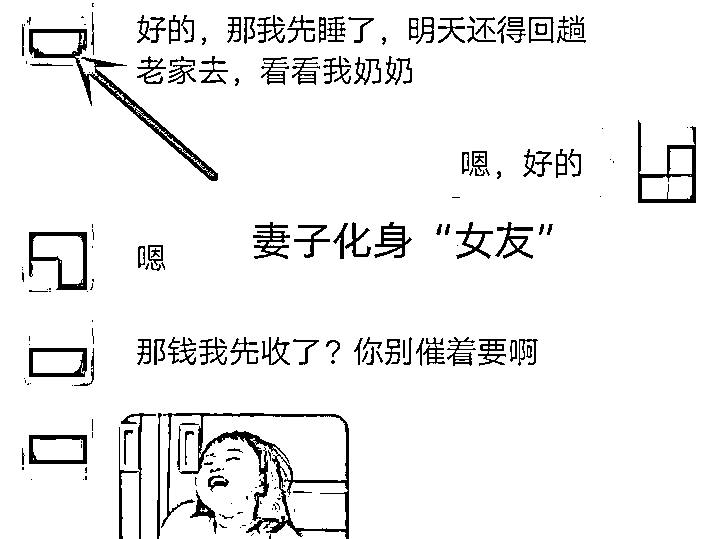 好的，那我先睡了，明天还得回趟
老家去，看看我奶奶
嗯，好的
妻子化身“女友”
嗯
那钱我先收了？你别催着要啊